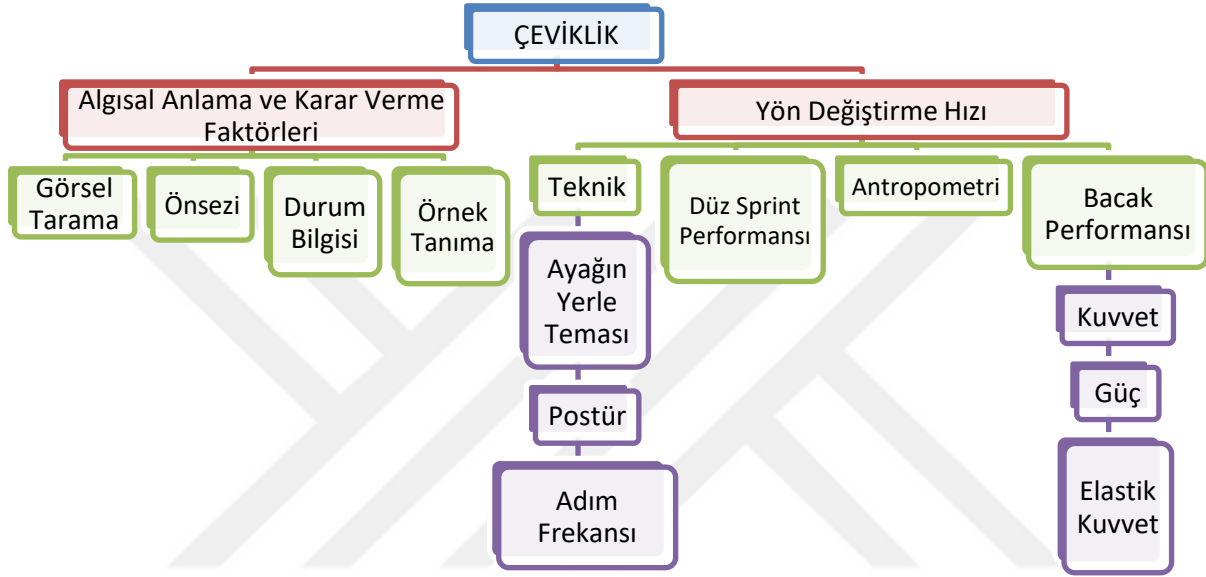 ÇEVİKLİK
Algısal Anlama ve Karar Verme
Faktörleri
Yön Değiştirme Hızı
Görsel
Tarama
Önsezi
Durum
Bilgisi
Örnek
Tanıma
Teknik
Düz Sprint
Performansı
Antropometri
Bacak
Performansı
Ayağın
Yerle
Teması
Postür
Adım
Frekansı
Kuvvet
Güç
Elastik
Kuvvet